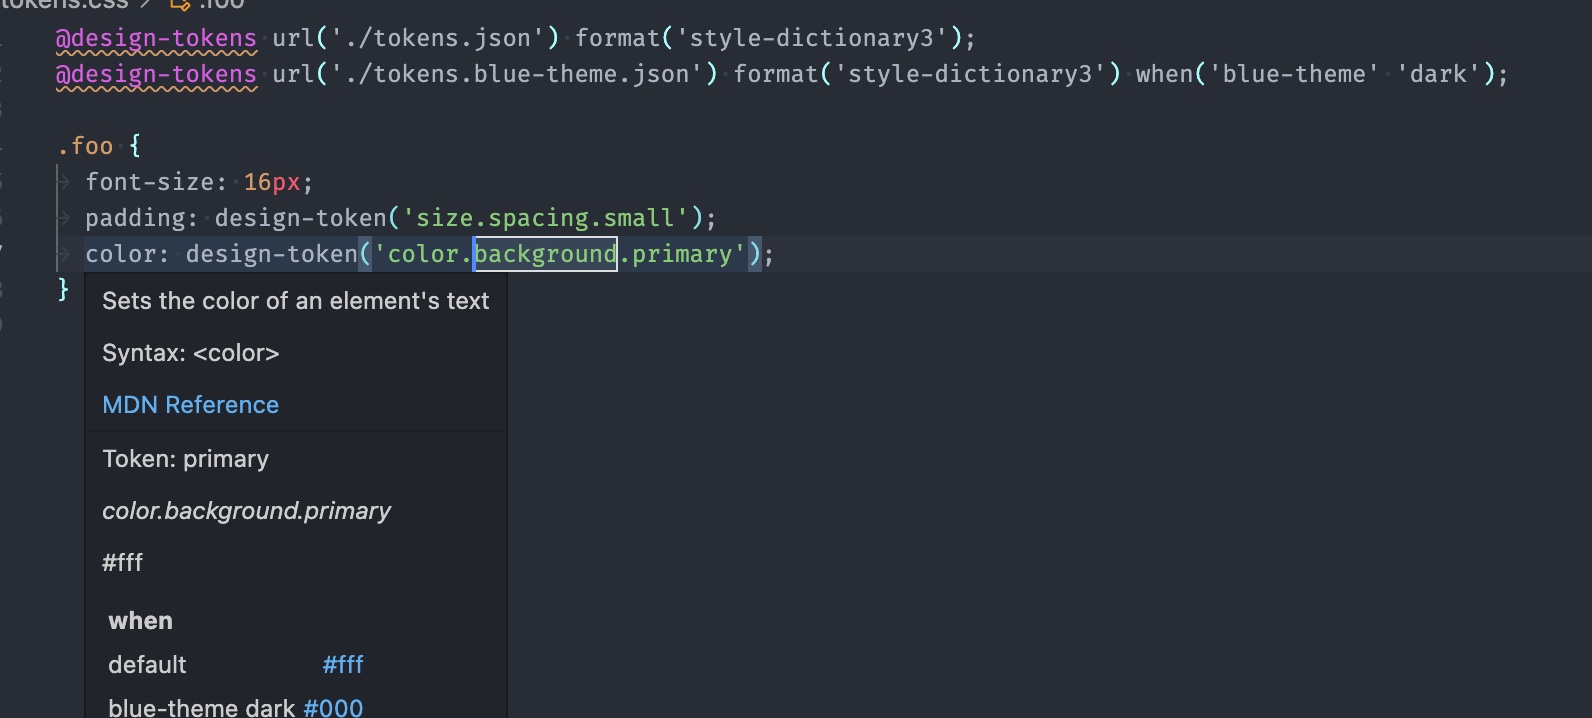 tokens.css > .foo
@design-tokens url('./tokens.json') format('style-dictionary3');
@design-tokens url('./tokens.blue-theme.json') format('style-dictionary3') when('blue-theme' 'dark');
.foo {
font-size: 16px;
padding: design-token('size.spacing.small');
color: design-token('color.background.primary');
}
Sets the color of an element's text
Syntax: <color>
MDN Reference
Token: primary
color.background.primary
#fff
when
default #fff
blue-theme dark #000